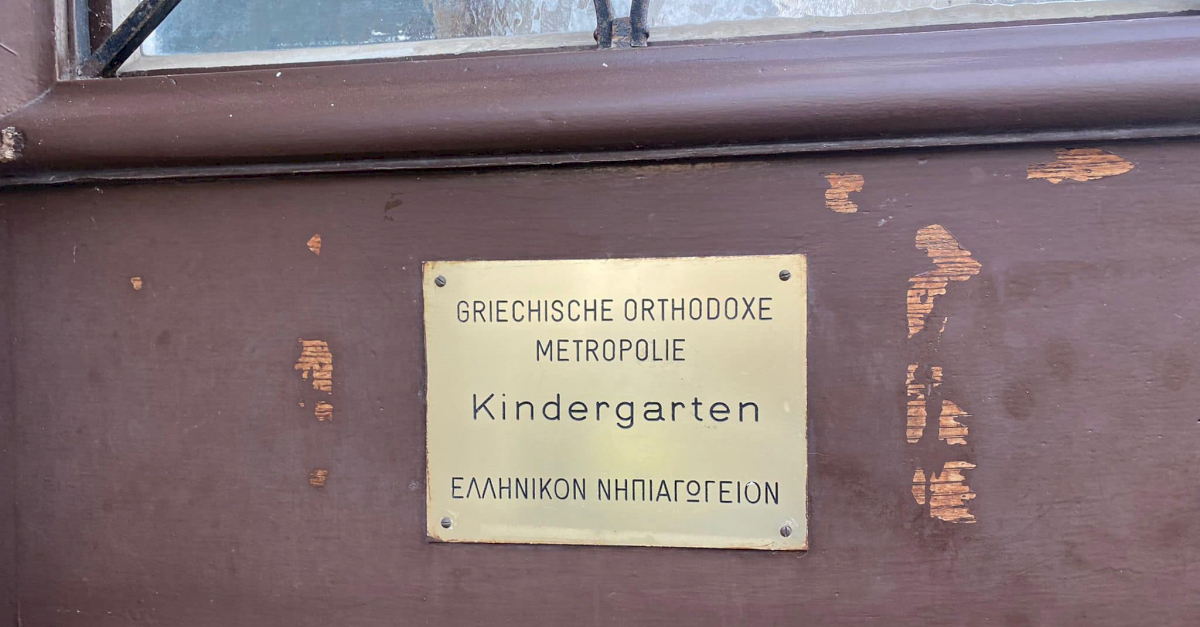 GRIECHISCHE ORTHODOXE
METROPOLIE
Kindergarten
ΕΛΛΗΝΙΚΟΝ ΝΗΠΙΑΓΩΓΕΙΟΝ